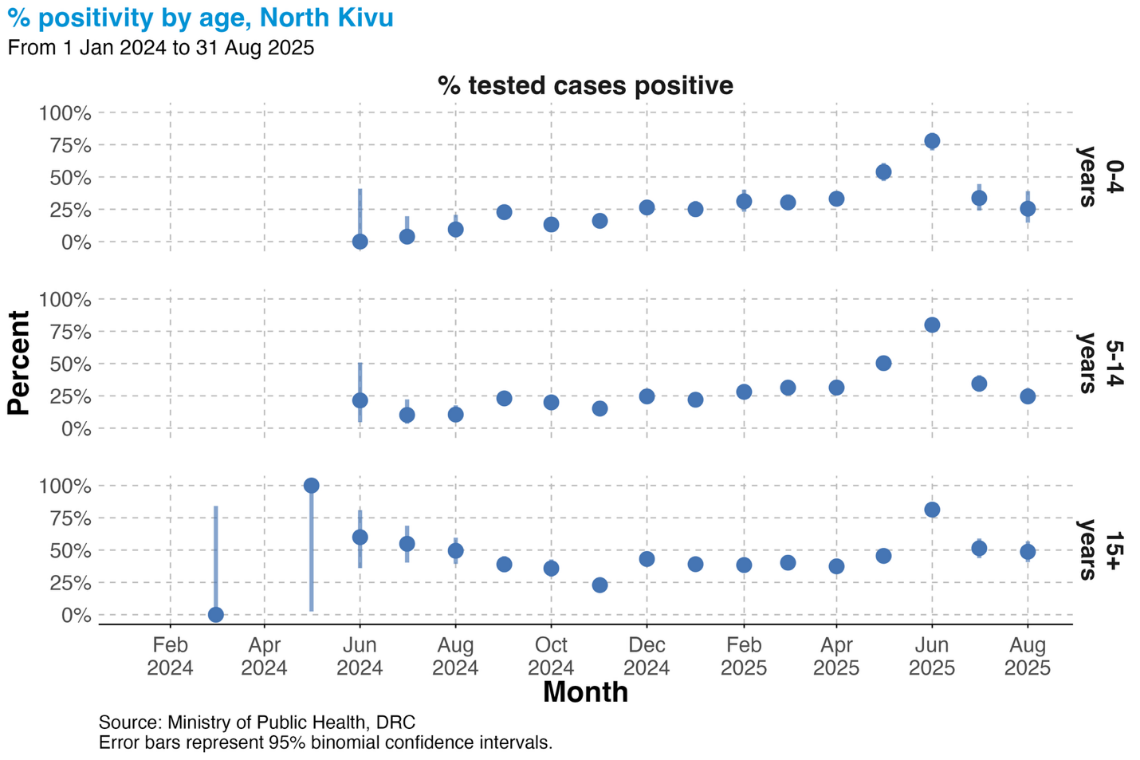 % positivity by age, North Kivu
From 1 Jan 2024 to 31 Aug 2025
% tested cases positive
Percent
100%
75%
50%
25%
0%
0-4
years
100%
75%
50%
25%
0%
5-14
years
100%
75%
50%
25%
0%
15+
years
Feb Apr Jun Aug Oct Dec Feb Apr Jun Aug
2024 2024 2024 2024 2024 2024 2025 2025 2025 2025
Month
Source: Ministry of Public Health, DRC
Error bars represent 95% binomial confidence intervals.